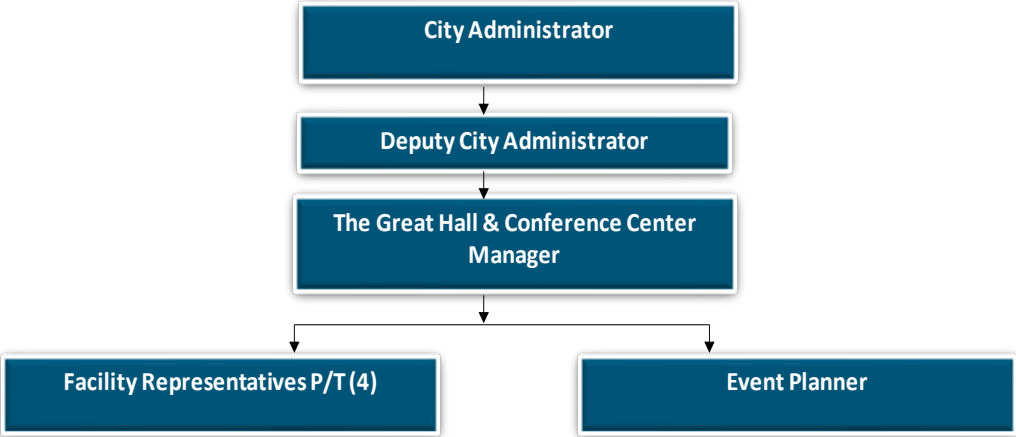 City Administrator
Deputy City Administrator
The Great Hall & Conference Center
Manager
Facility Representatives P/T (4)
Event Planner